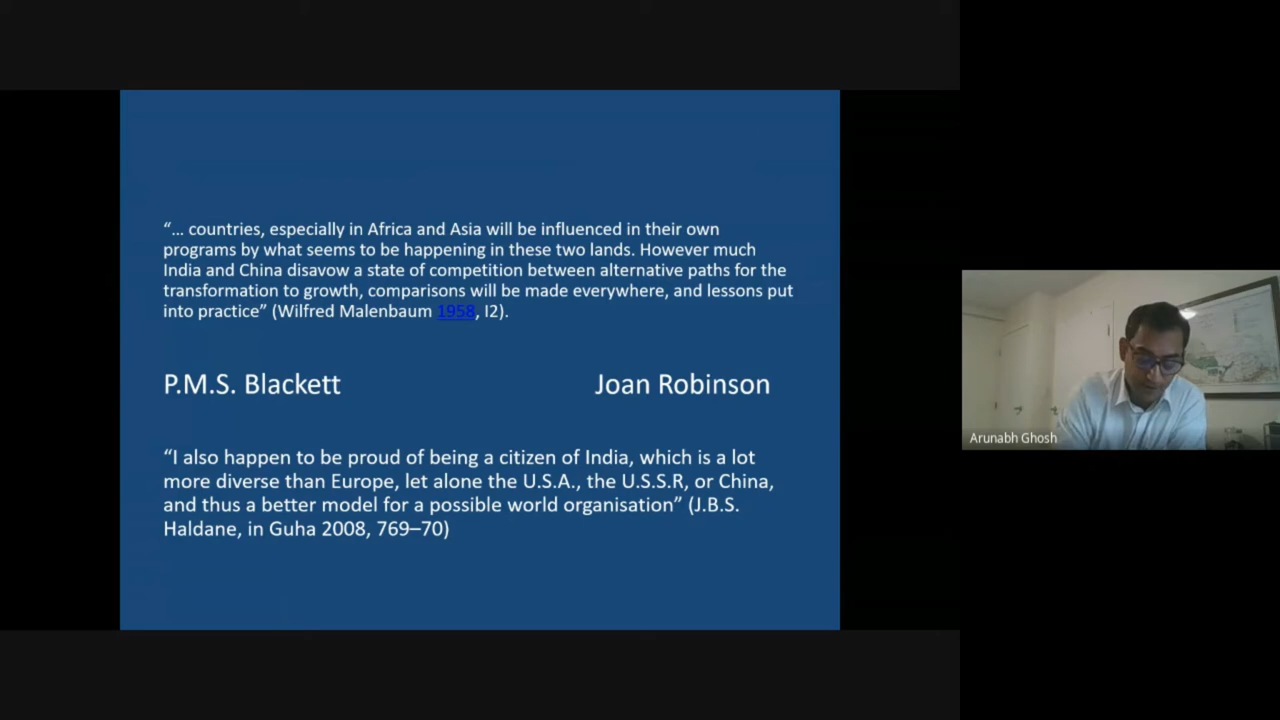 “... countries, especially in Africa and Asia will be influenced in their own
programs by what seems to be happening in these two lands. However much
India and China disavow a state of competition between alternative paths for the
transformation to growth, comparisons will be made everywhere, and lessons put
into practice” (Wilfred Malenbaum 1958, I2).
P.M.S. Blackett
Joan Robinson
“I also happen to be proud of being a citizen of India, which is a lot
more diverse than Europe, let alone the U.S.A., the U.S.S.R, or China,
and thus a better model for a possible world organisation” (J.B.S.
Haldane, in Guha 2008, 769–70)
Arunabh Ghosh